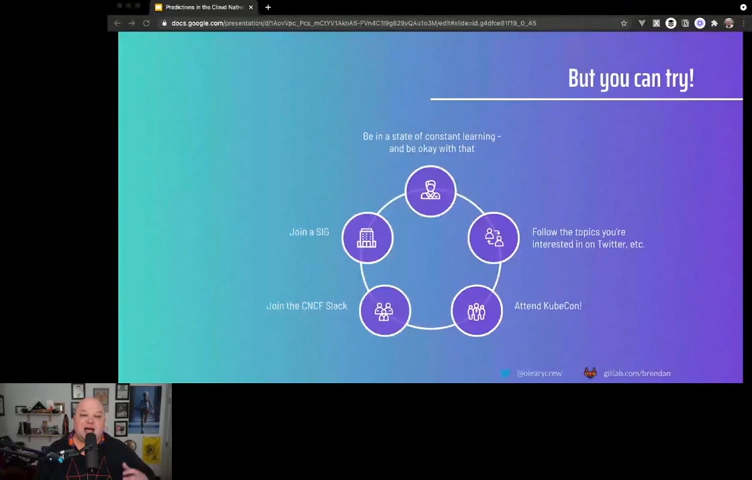 Predictions in the Cloud Native
But you can try!
Be in a state of constant learning –
and be okay with that
Join a SIG
Follow the topics you're
interested in on Twitter, etc.
Join the CNCF Slack
Attend KubeCon!
@olearycrew
gitlab.com/brendan